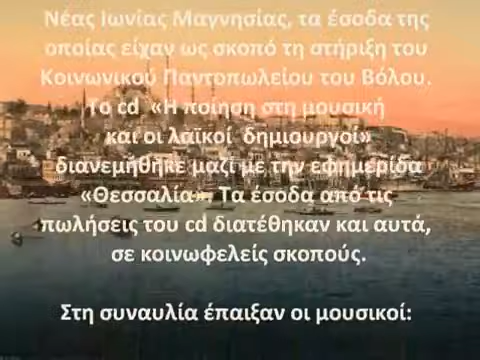 Νέας Ιωνίας Μαγνησίας, τα έσοδα της
οποίας είχαν ως σκοπό τη στήριξη του
Κοινωνικού Παντοπωλείου του Βόλου.
Το cd «Η ποίηση στη μουσική
και οι λαϊκοί δημιουργοί»
διανεμήθηκε μαζί με την εφημερίδα
«Θεσσαλία». Τα έσοδα από τις
πωλήσεις του cd διατέθηκαν και αυτά,
σε κοινωφελείς σκοπούς.
Στη συναυλία έπαιξαν οι μουσικοί: